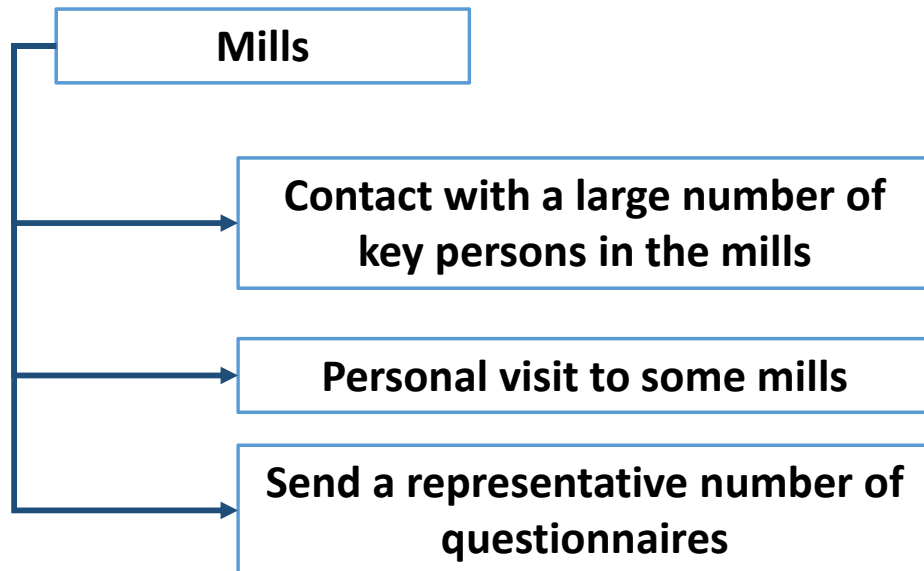 Mills
Contact with a large number of
key persons in the mills
Personal visit to some mills
Send a representative number of
questionnaires